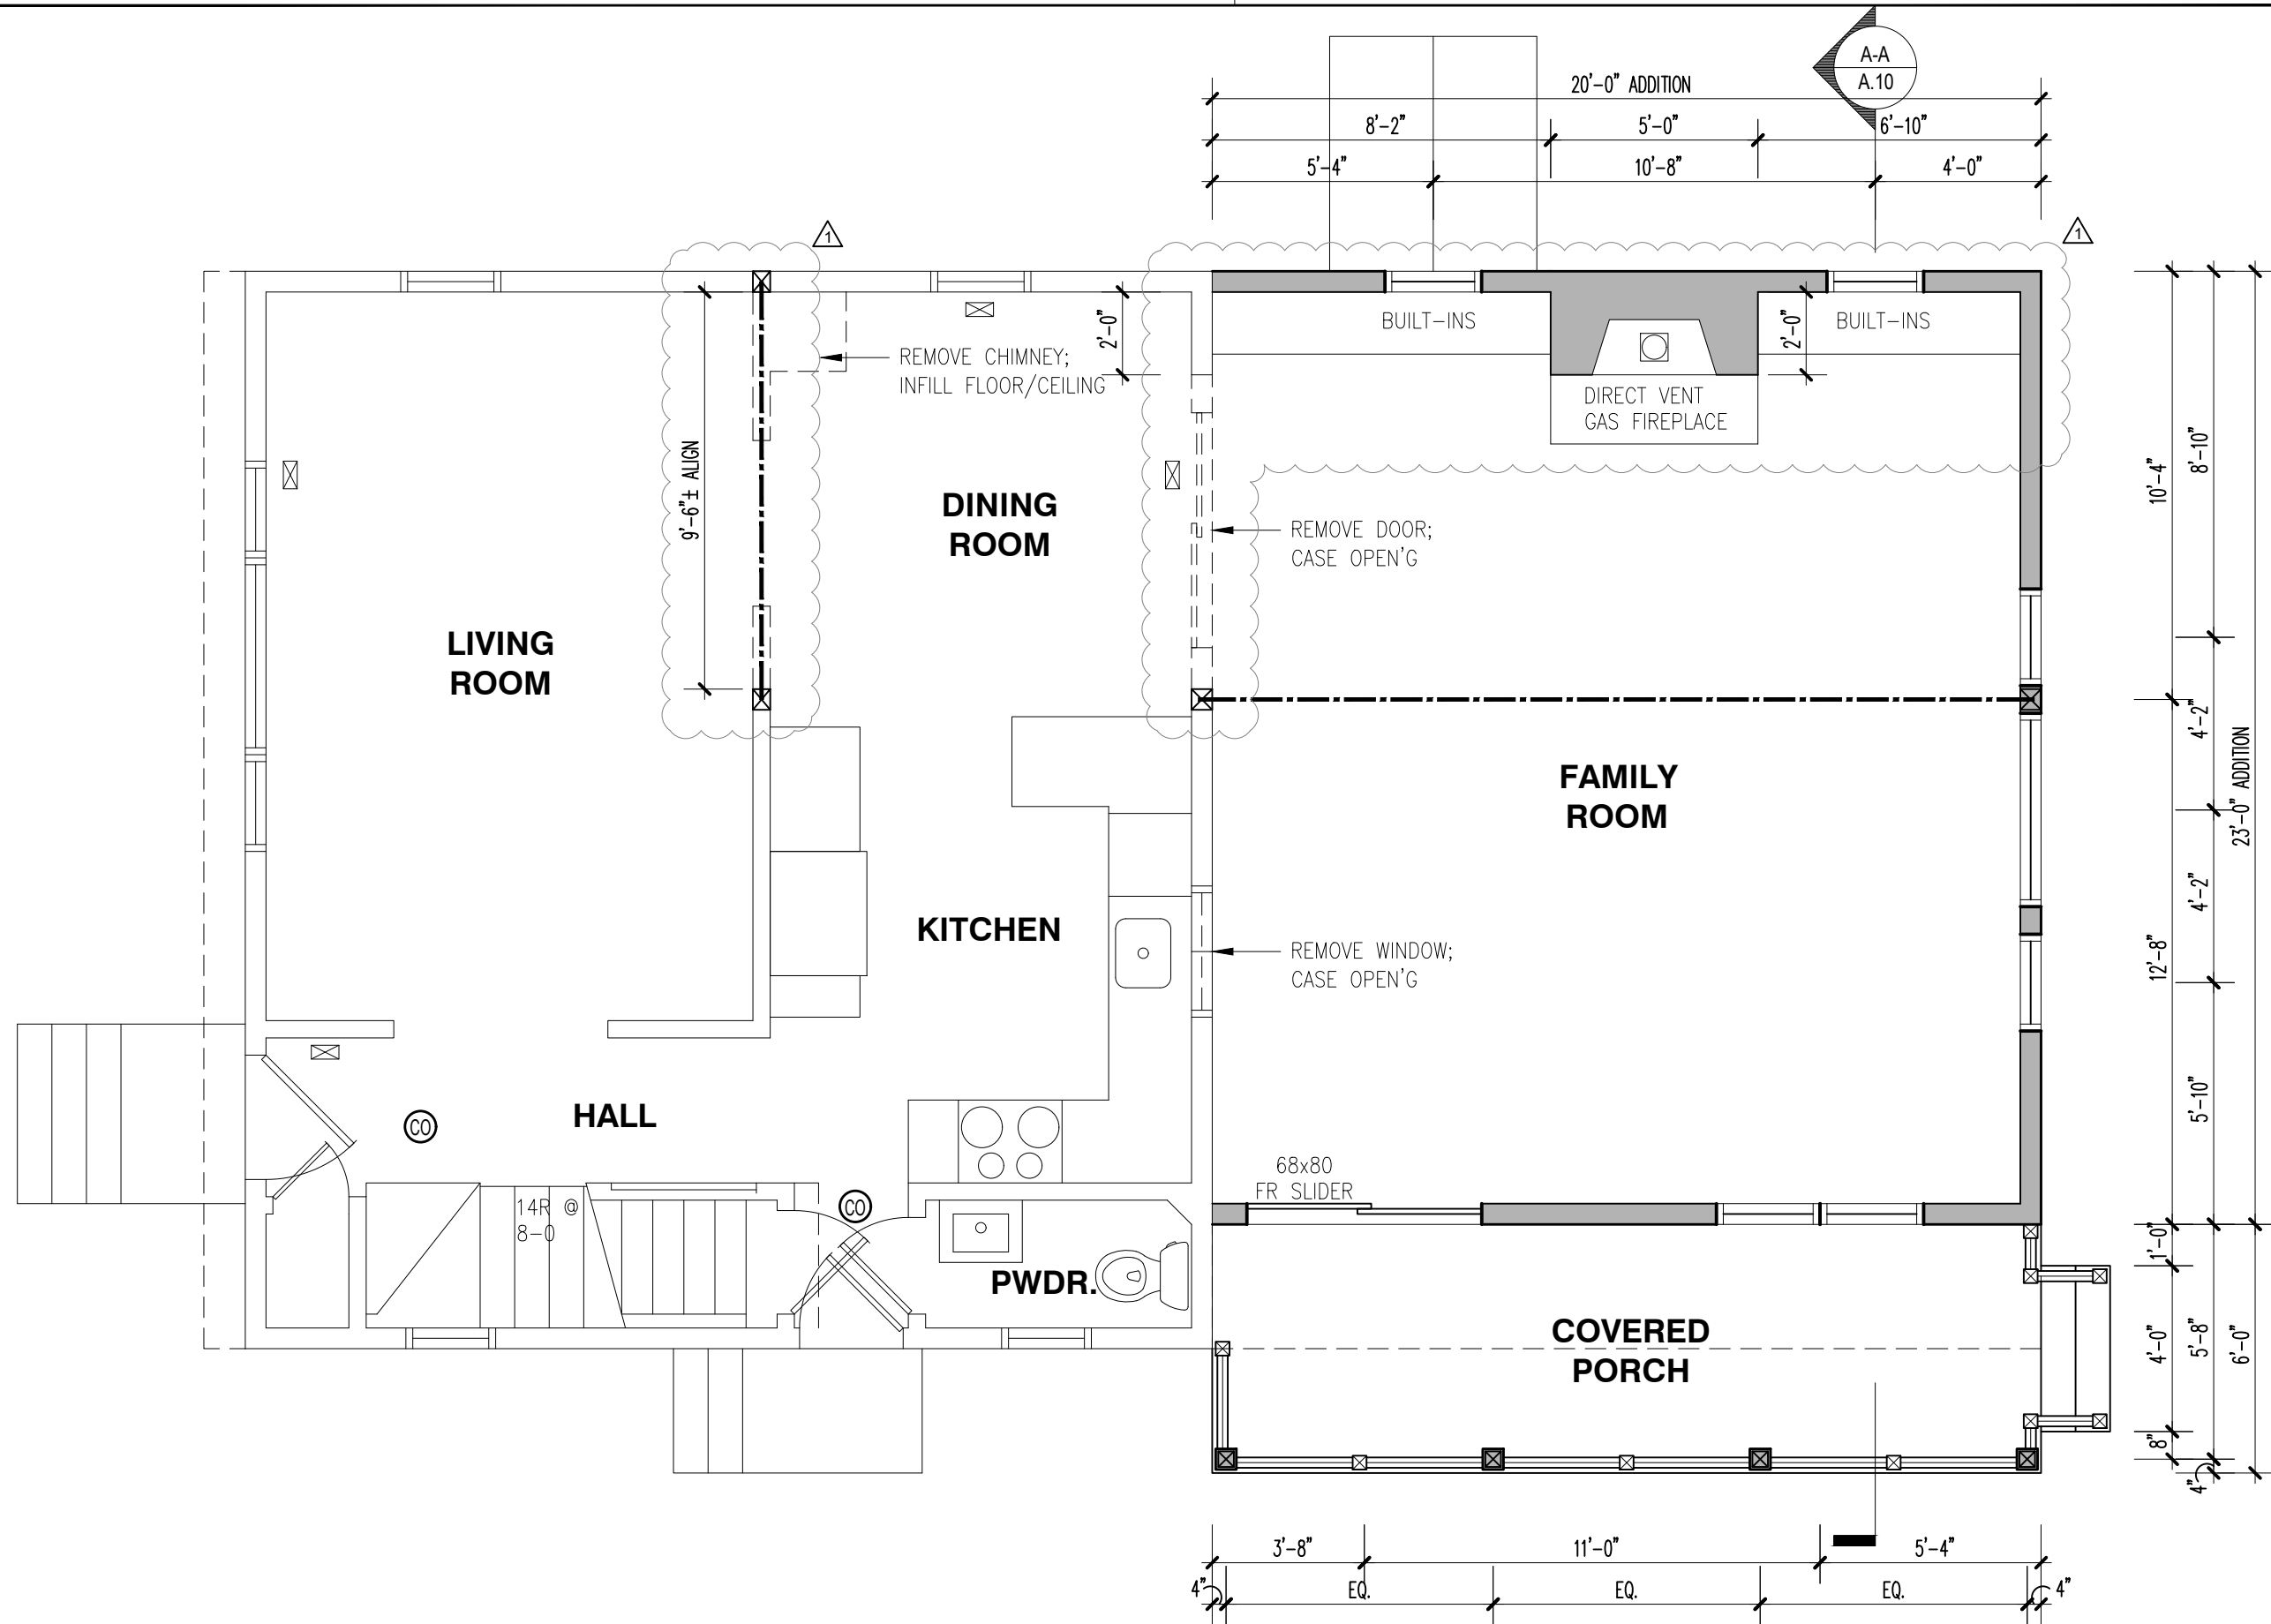 A-A
A.10
20'-0" ADDITION
8'-2"
5'-0"
6'-10"
5'-4"
10'-8"
4'-0"
1
1
BUILT-INS
BUILT-INS
2'-0"
2'-0"
REMOVE CHIMNEY;
INFILL FLOOR/CEILING
DIRECT VENT
GAS FIREPLACE
9'-6"± ALIGN
DINING
ROOM
REMOVE DOOR;
CASE OPEN'G
10'-4"
8'-10"
LIVING
ROOM
FAMILY
ROOM
4'-2"
23'-0" ADDITION
4'-2"
12'-8"
KITCHEN
REMOVE WINDOW;
CASE OPEN'G
HALL
CO
5'-10"
68x80
FR SLIDER
14R @
8-0
CO
PWDR.
COVERED
PORCH
1'-0"
4'-0"
5'-8"
6'-0"
8"
4"
3'-8"
11'-0"
5'-4"
4"
EQ.
EQ.
EQ.
4"